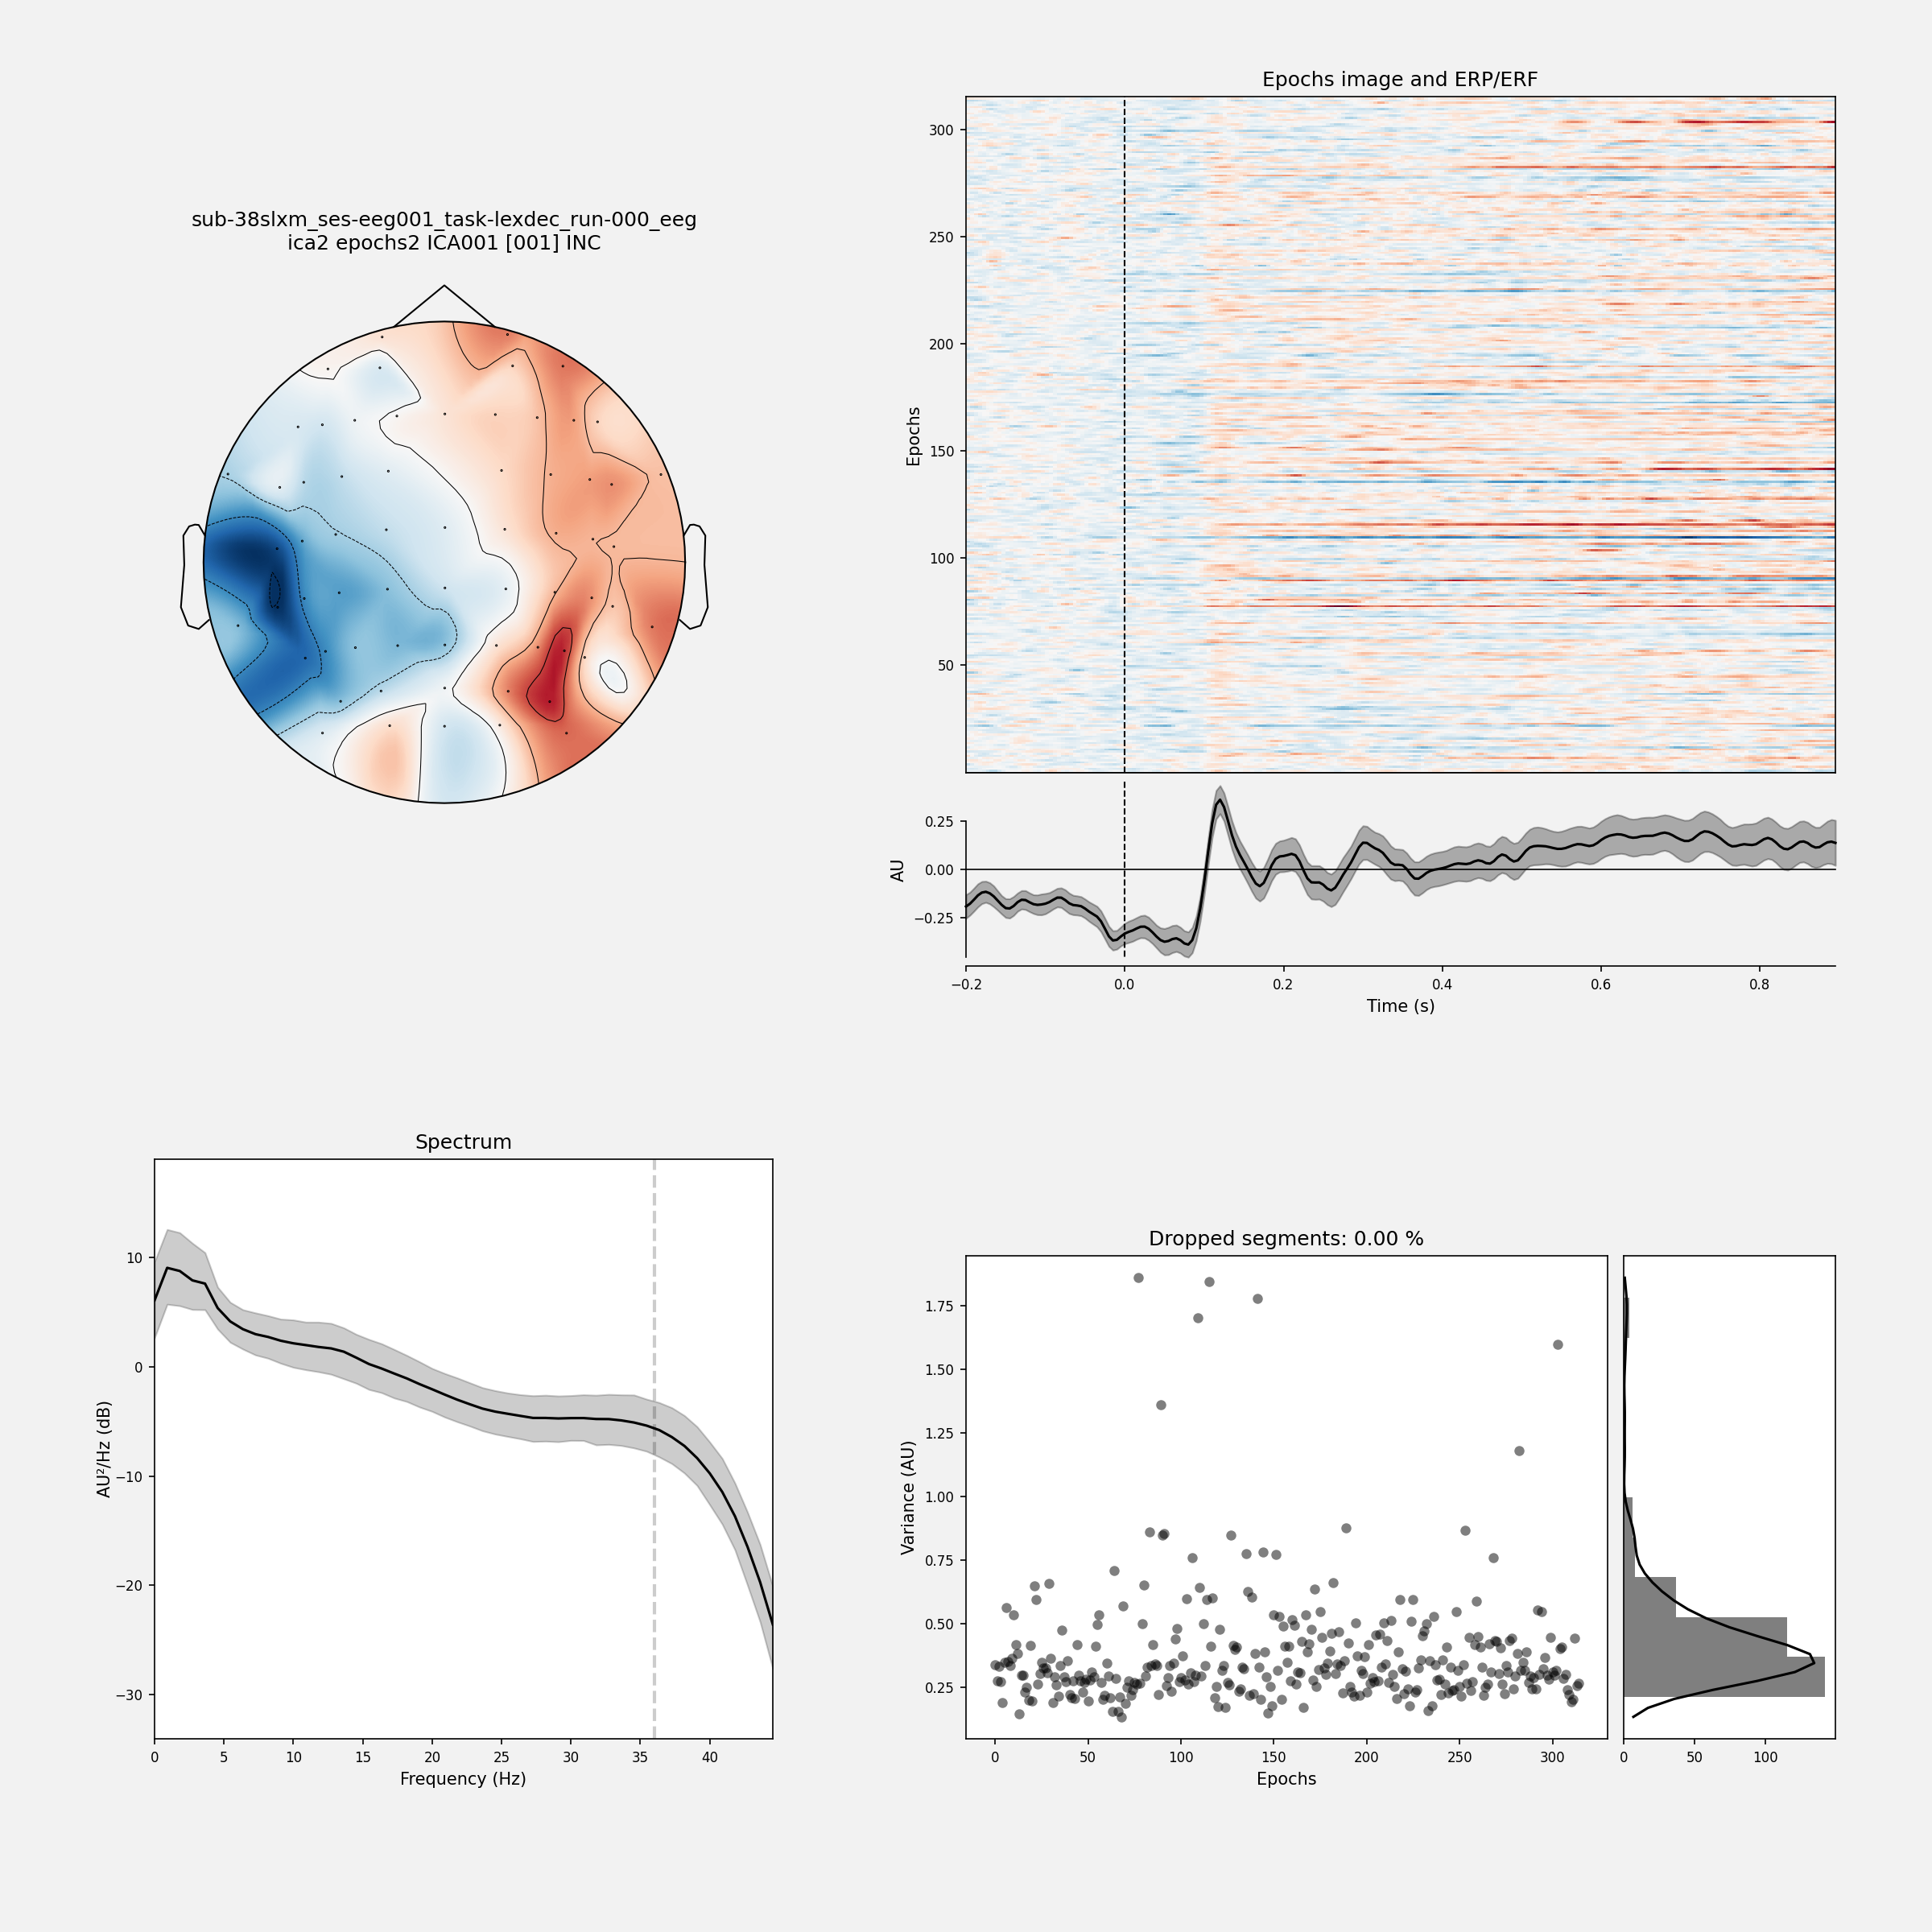 sub-38slxm_ses-eeg001_task-lexdec_run-000_eeg
ica2 epochs2 ICA001 [001] INC
Epochs image and ERP/ERF
Epochs
300
250
200
150
100
50
AU
0.25
0.00
−0.25
−0.2 0.0 0.2 0.4 0.6 0.8
Time (s)
Spectrum
AU²/Hz (dB)
10
0
−10
−20
−30
0 5 10 15 20 25 30 35 40
Frequency (Hz)
Dropped segments: 0.00 %
Variance (AU)
1.75
1.50
1.25
1.00
0.75
0.50
0.25
0 50 100 150 200 250 300
Epochs
0 50 100